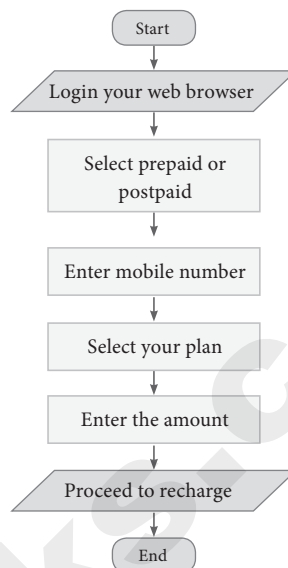 Start
Login your web browser
Select prepaid or
postpaid
Enter mobile number
Select your plan
Enter the amount
Proceed to recharge
End